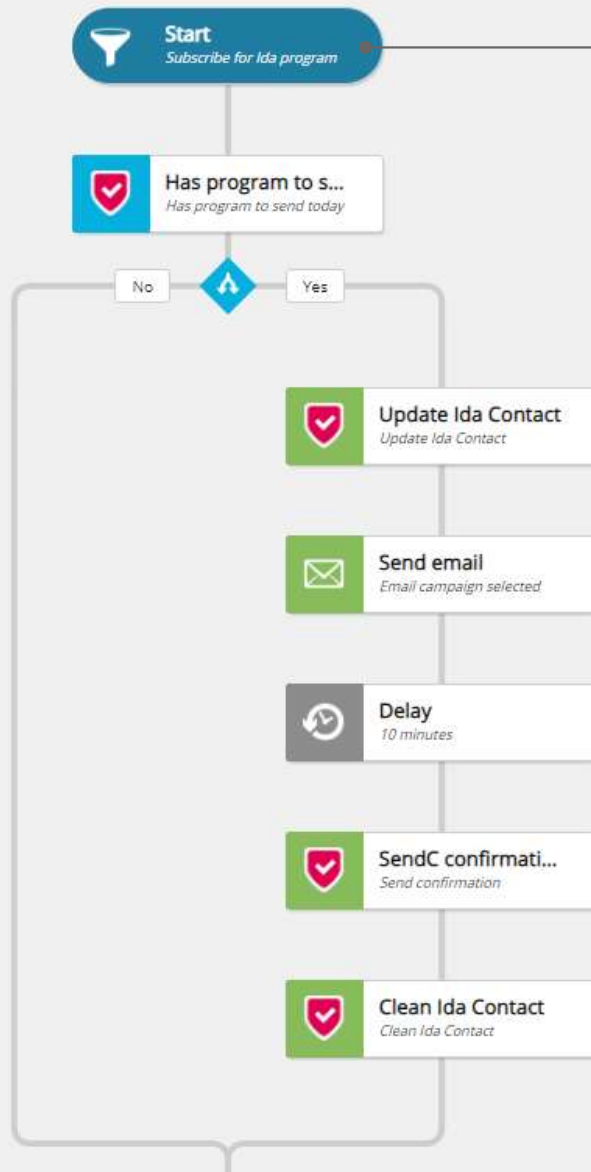 Start
Subscribe for Ida program
Has program to s...
Has program to send today
No
Yes
Update Ida Contact
Update Ida Contact
Send email
Email campaign selected
Delay
10 minutes
SendC confirmati...
Send confirmation
Clean Ida Contact
Clean Ida Contact